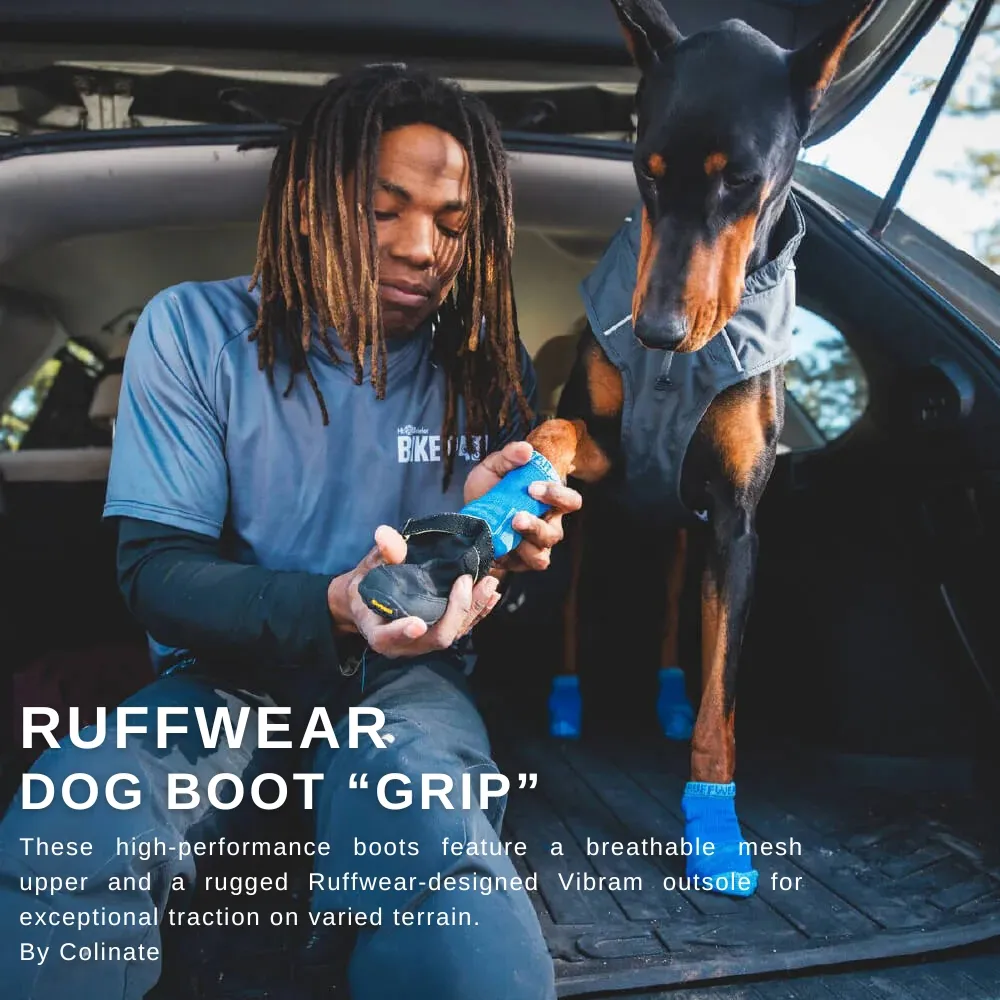 BIKE
RUFFWEAR
DOG BOOT “GRIP”
These high-performance boots feature a breathable mesh
upper and a rugged Ruffwear-designed Vibram outsole for
exceptional traction on varied terrain.
By Colinate